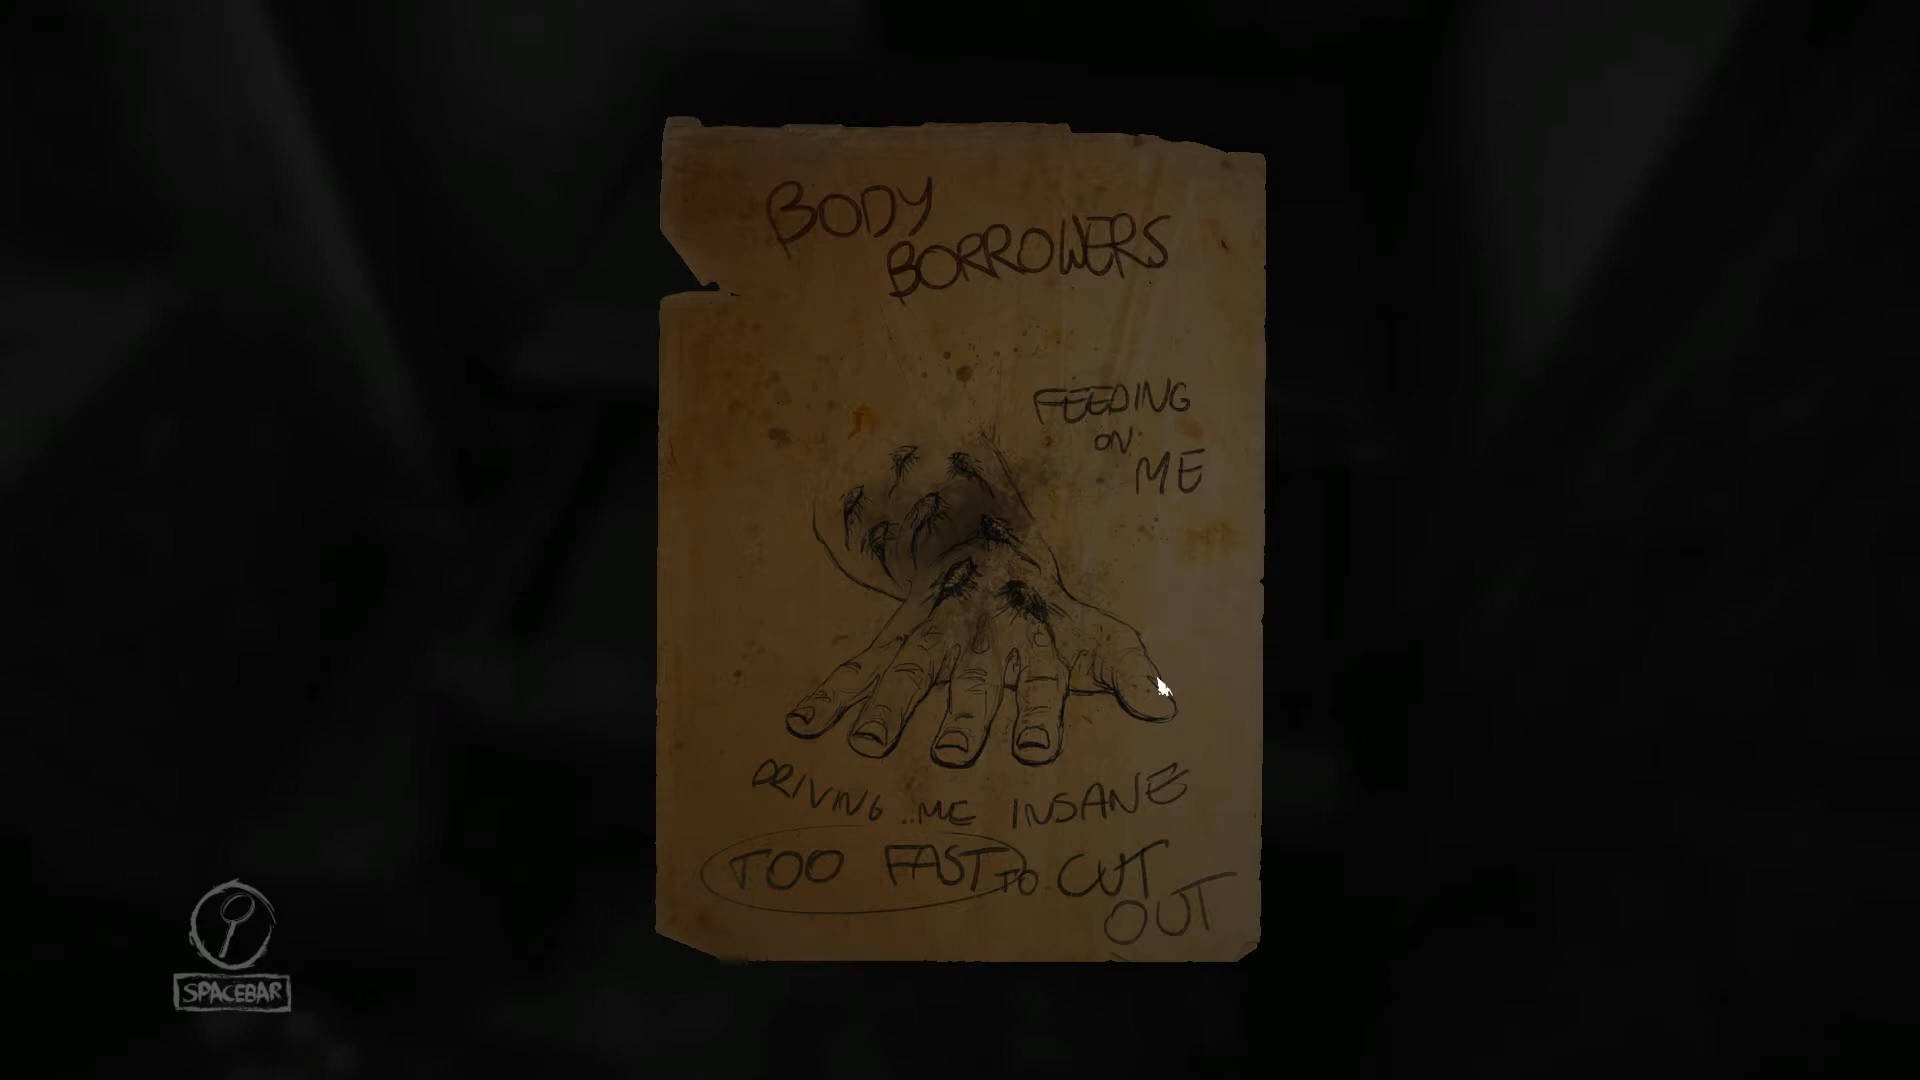 BODY
BORROWERS
FEEDING
ON
ME
DRIVING ..ME INSANE
TOO FAST TO CUT
OUT
SPACEBAR